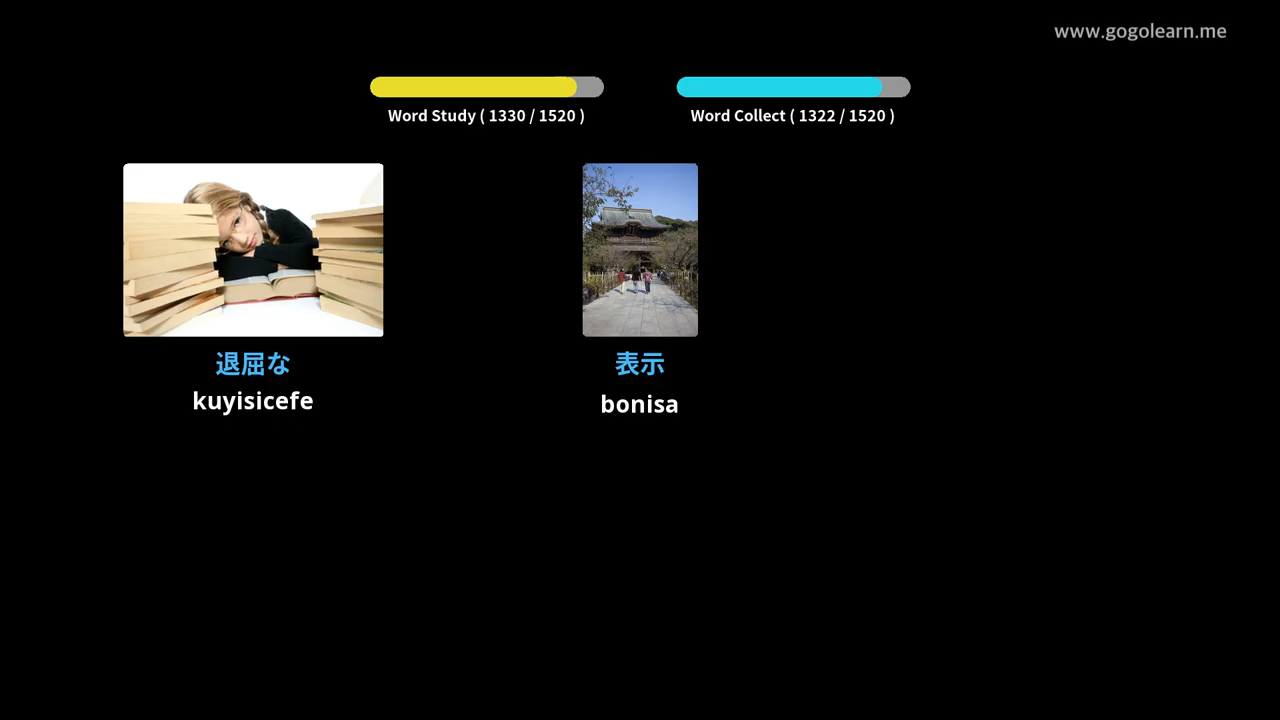 www.gogolearn.me
Word Study ( 1330 / 1520 )
Word Collect ( 1322 / 1520 )
退屈な
kuyisicefe
表示
bonisa